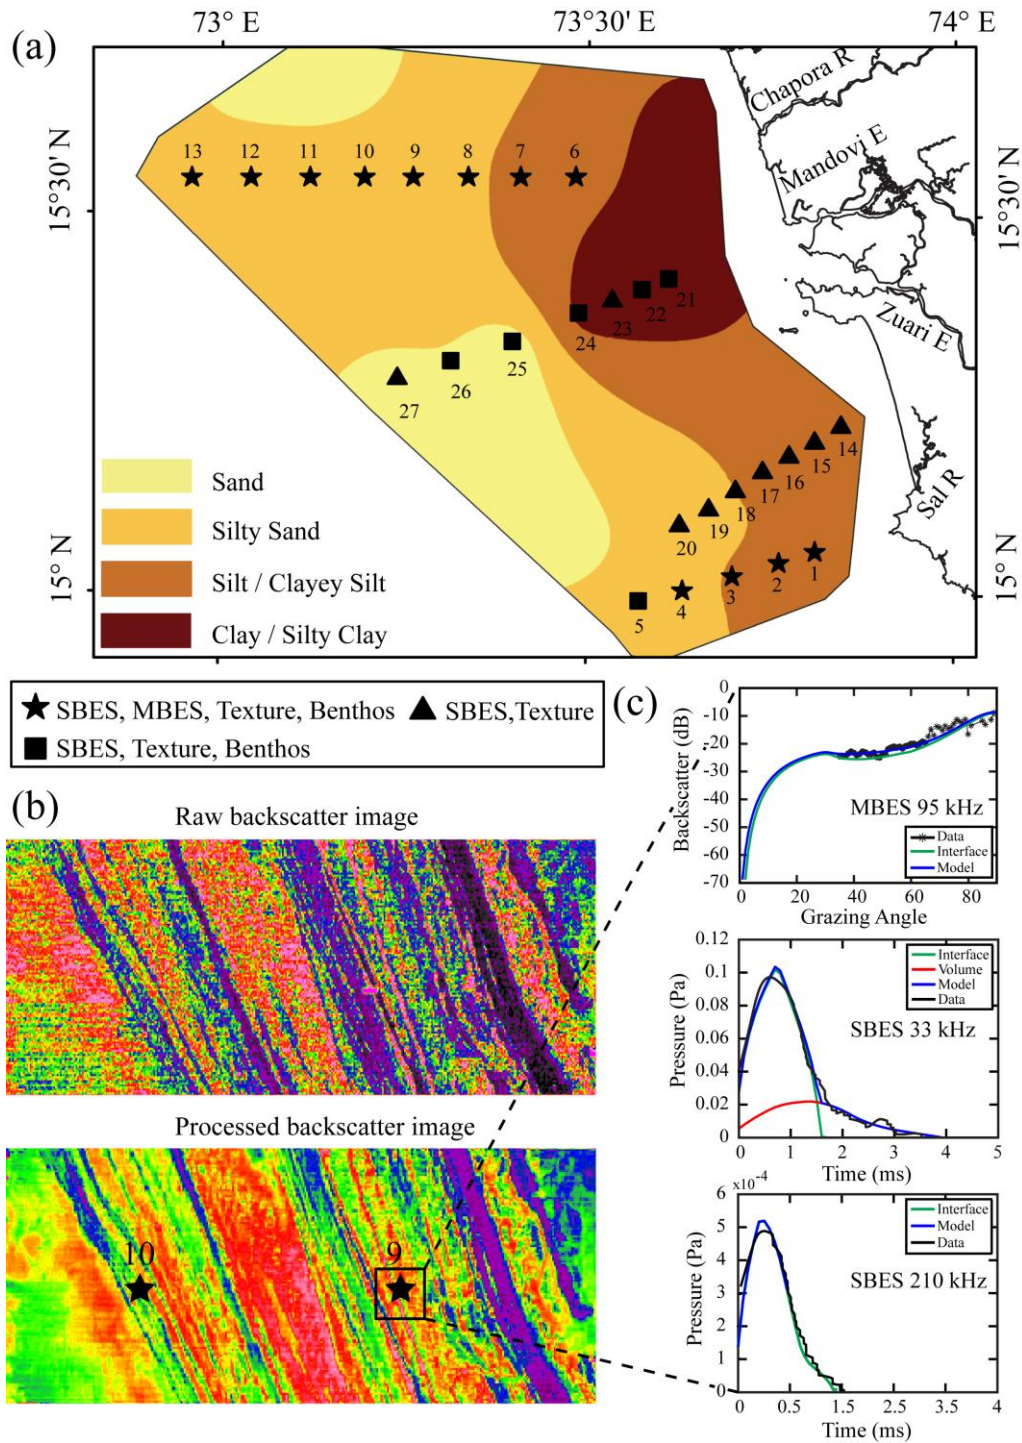 73° E
73°30' E
74° E
(a)
15°30' N
15° N
15°30' N
15° N
Chapora R
Mandovi E
Zuari E
Sal R
13
12
11
10
9
8
7
6
21
22
23
24
25
26
27
14
15
16
17
18
19
20
1
2
3
4
5
Sand
Silty Sand
Silt / Clayey Silt
Clay / Silty Clay
SBES, MBES, Texture, Benthos
SBES,Texture
SBES, Texture, Benthos
(b)
Raw backscatter image
Processed backscatter image
10
9
(c)
Backscatter (dB)
0
-10
-20
-30
-40
-50
-60
-70
MBES 95 kHz
Data
Interface
Model
0
20
40
60
80
Grazing Angle
Pressure (Pa)
0.12
0.1
0.08
0.06
0.04
0.02
0
Interface
Volume
Model
Data
SBES 33 kHz
0
1
2
3
4
5
Time (ms)
x10⁻⁴
Pressure (Pa)
6
5
4
3
2
1
0
Interface
Model
Data
SBES 210 kHz
0
0.5
1.5
2.5
3.5
4
Time (ms)